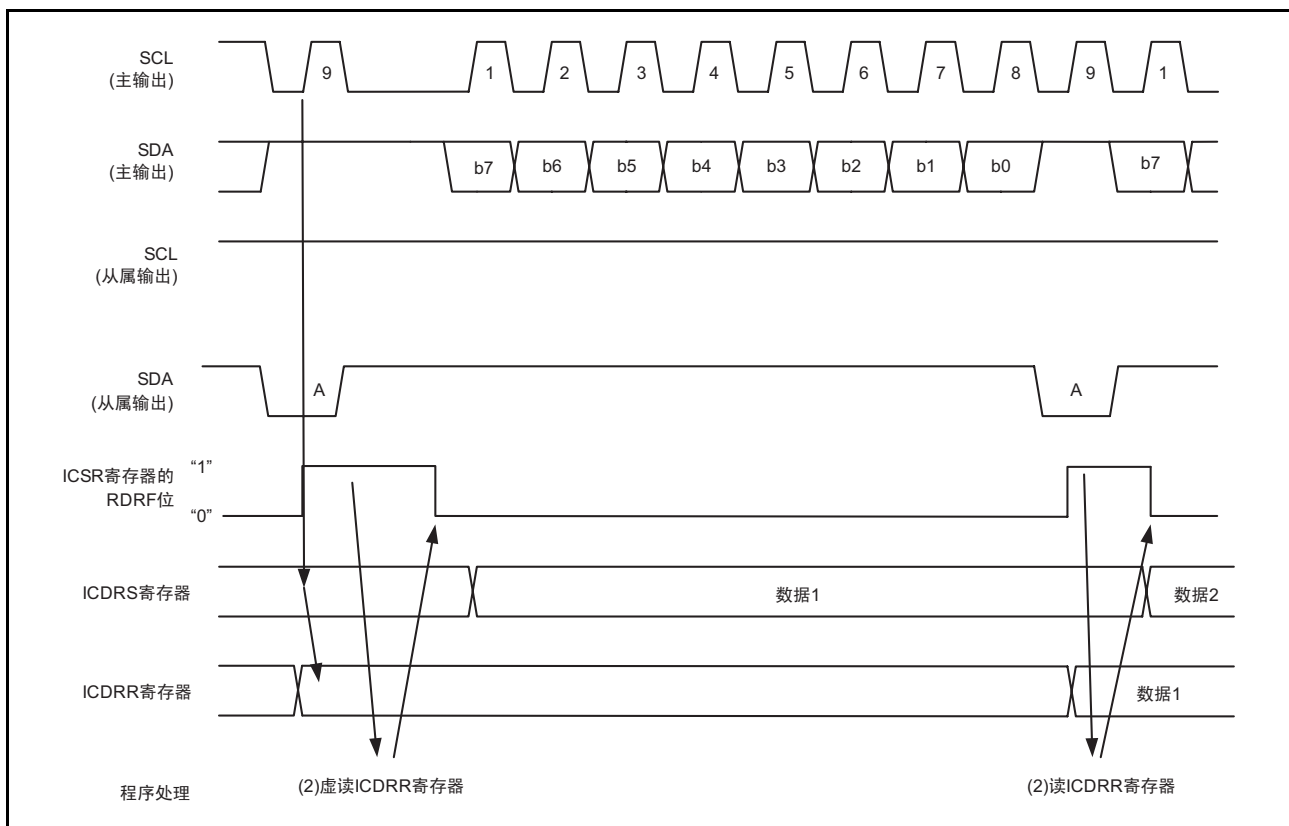 SCL
(主输出)
9
1
2
3
4
5
6
7
8
9
1
SDA
(主输出)
b7
b6
b5
b4
b3
b2
b1
b0
b7
SCL
(从属输出)
SDA
(从属输出)
A
A
ICSR寄存器的
RDRF位
“1”
“0”
ICDRS寄存器
数据1
数据2
ICDRR寄存器
数据1
程序处理
(2)虚读ICDRR寄存器
(2)读ICDRR寄存器